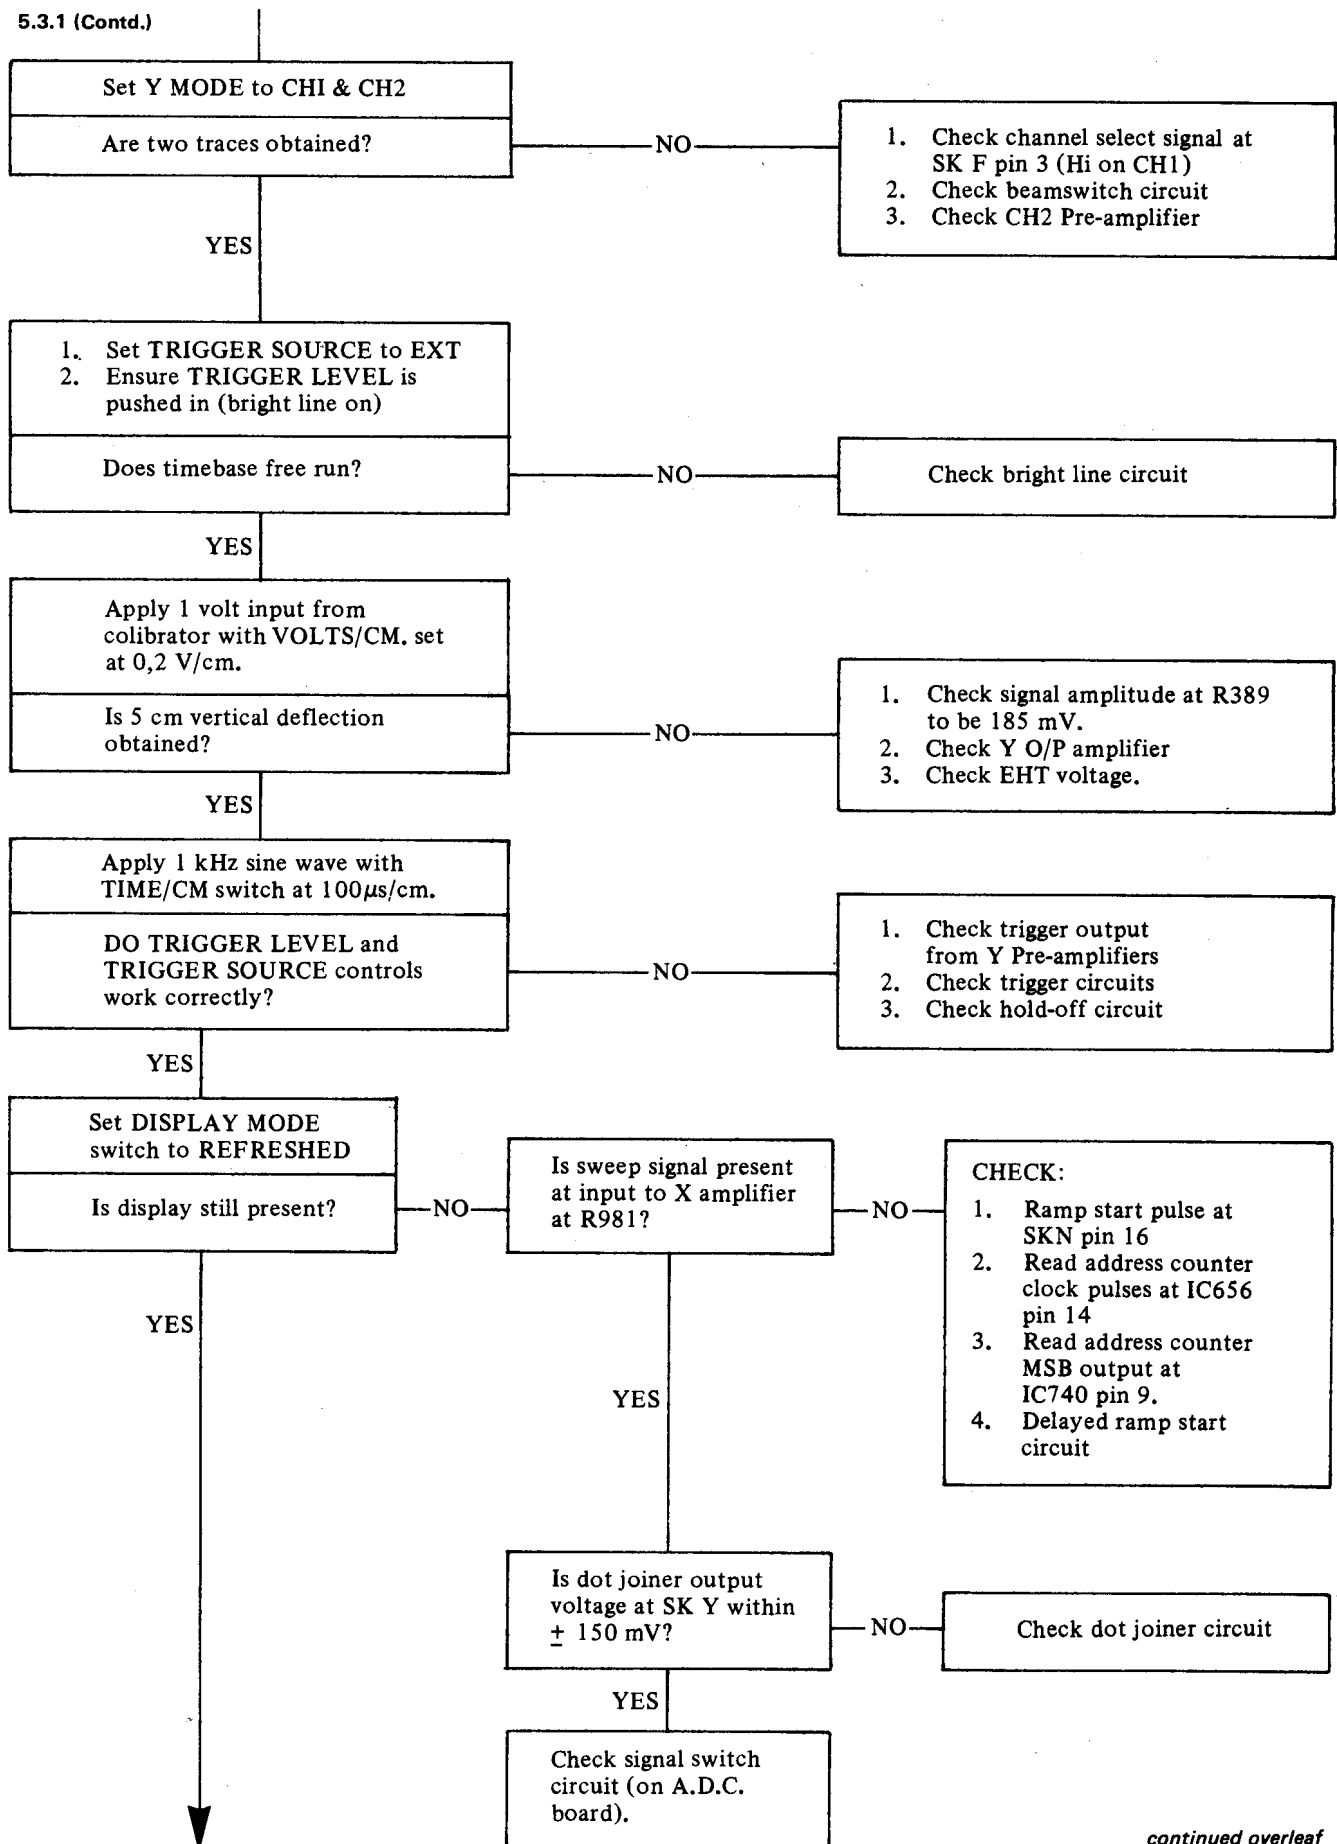 5.3.1 (Contd.)
Set Y MODE to CHI & CH2
Are two traces obtained?
NO
1. Check channel select signal at
SK F pin 3 (Hi on CH1)
2. Check beamswitch circuit
3. Check CH2 Pre-amplifier
YES
1. Set TRIGGER SOURCE to EXT
2. Ensure TRIGGER LEVEL is
pushed in (bright line on)
Does timebase free run?
NO
Check bright line circuit
YES
Apply 1 volt input from
colibrator with VOLTS/CM. set
at 0,2 V/cm.
Is 5 cm vertical deflection
obtained?
NO
1. Check signal amplitude at R389
to be 185 mV.
2. Check Y O/P amplifier
3. Check EHT voltage.
YES
Apply 1 kHz sine wave with
TIME/CM switch at 100μs/cm.
DO TRIGGER LEVEL and
TRIGGER SOURCE controls
work correctly?
NO
1. Check trigger output
from Y Pre-amplifiers
2. Check trigger circuits
3. Check hold-off circuit
YES
Set DISPLAY MODE
switch to REFRESHED
Is display still present?
NO
Is sweep signal present
at input to X amplifier
at R981?
NO
CHECK:
1. Ramp start pulse at
SKN pin 16
2. Read address counter
clock pulses at IC656
pin 14
3. Read address counter
MSB output at
IC740 pin 9.
4. Delayed ramp start
circuit
YES
YES
Is dot joiner output
voltage at SK Y within
± 150 mV?
NO
Check dot joiner circuit
YES
Check signal switch
circuit (on A.D.C.
board).
continued overleaf